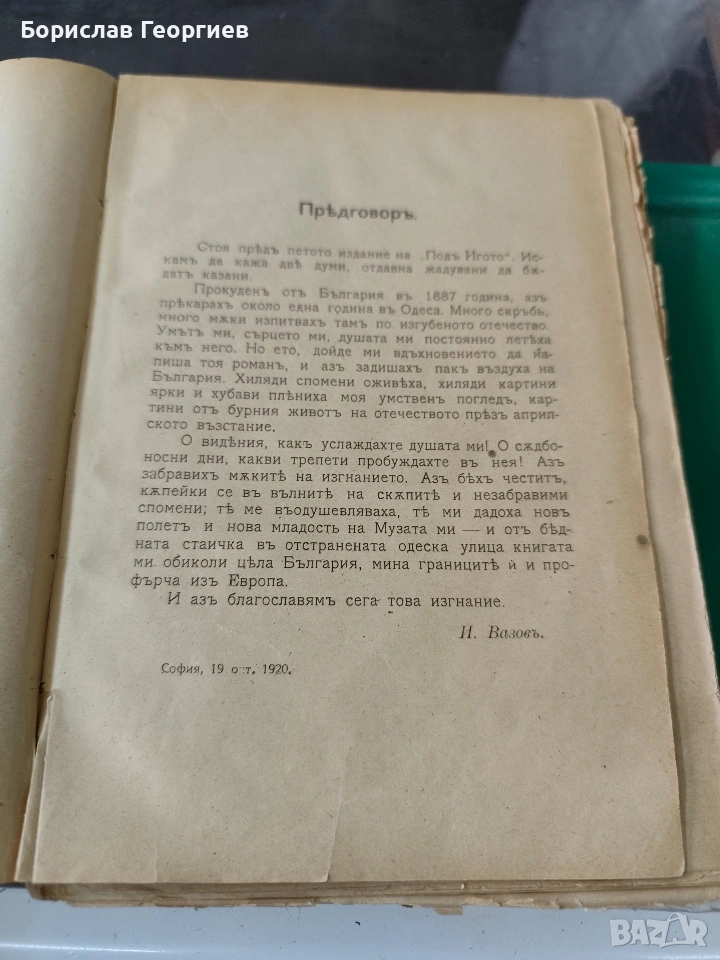 Борислав Георгиев
Прѣдговоръ.
Стоя прѣдъ петото издание на „Подъ Игото“. Ис-
камъ да кажа двѣ думи, отдавна жадувани да бѫ-
датъ казани.
Прокуденъ отъ България въ 1887 година, азъ
прѣкарахъ около една година въ Одеса. Много скръбь,
много мѫки изпитвахъ тамъ по изгубеното отечество.
Умътъ ми, сърцето ми, душата ми постоянно летѣха
къмъ него. Но ето, дойде ми вдъхновението да на-
пиша тоя романъ, и азъ задишахъ пакъ въздуха на
България. Хиляди спомени оживѣха, хиляди картини
ярки и хубави плѣниха моя умственъ погледъ, кар-
тини отъ бурния животъ на отечеството прѣзъ април-
ското възстание.
О видѣния, какъ услаждахте душата ми! О сѫдбо-
носни дни, какви трепети пробуждахте въ нея! Азъ
забравихъ мѫките на изгнанието. Азъ бѣхъ честитъ,
кѫпейки се въ вълнитѣ на скѫпитѣ и незабравими
спомени; тѣ ме въодушевляваха, тѣ ми дадоха новъ
полетъ и нова младость на Музата ми — и отъ бѣд-
ната стаичка въ отстранената одеска улица книгата
ми обиколи цѣла България, мина границитѣ ѝ и про-
фърча изъ Европа.
И азъ благославямъ сега това изгнание.
И. Вазовъ.
София, 19 окт. 1920.
BAZAR